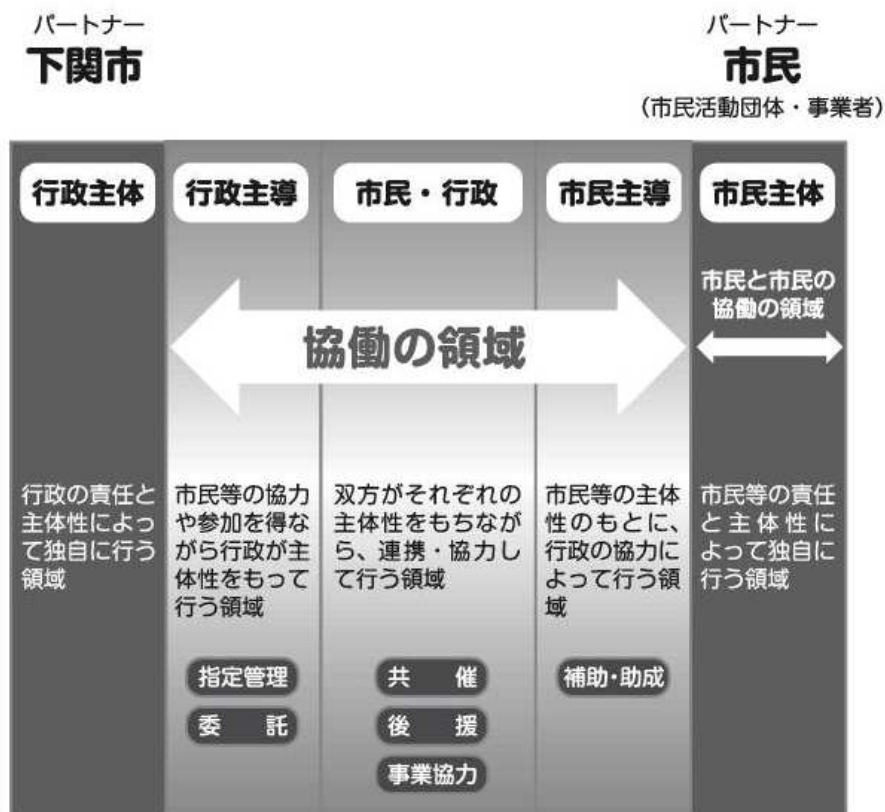 パートナー
下関市
パートナー
市民
(市民活動団体・事業者)
行政主体
行政主導
市民・行政
市民主導
市民主体
協働の領域
市民と市民の
協働の領域
行政の責任と
主体性によっ
て独自に行う
領域
市民等の協力
や参加を得な
がら行政が主
体性をもって
行う領域
双方がそれぞれの
主体性をもちなが
ら、連携・協力し
て行う領域
市民等の主体
性のもとに、
行政の協力に
よって行う領
域
市民等の責任
と主体性に
よって独自に
行う領域
指定管理
委 託
共 催
後 援
事業協力
補助・助成